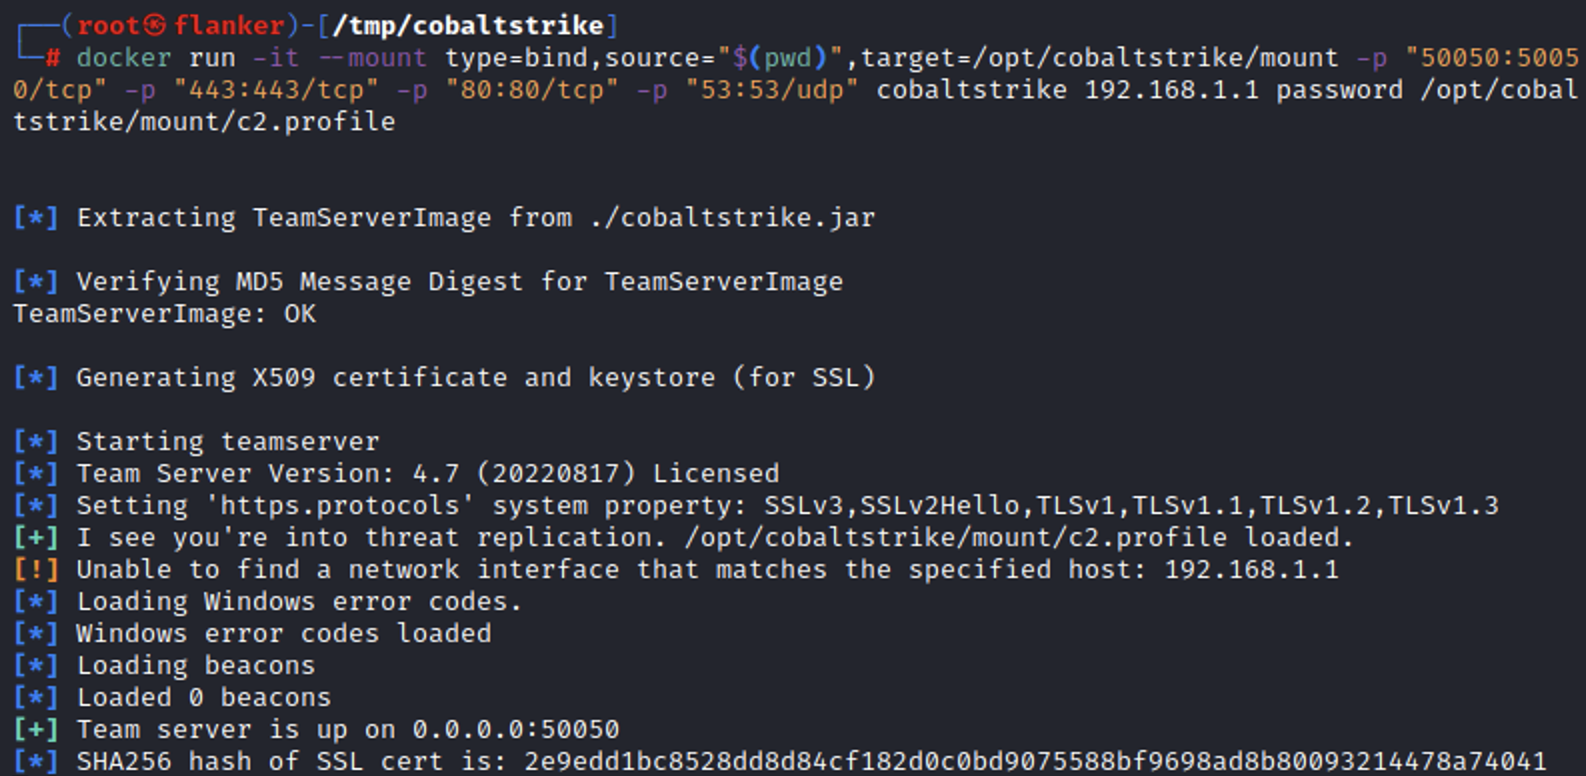 ┌──(root㉿flanker)-[/tmp/cobaltstrike]
└─# docker run -it --mount type=bind,source="$(pwd)",target=/opt/cobaltstrike/mount -p "50050:5005
0/tcp" -p "443:443/tcp" -p "80:80/tcp" -p "53:53/udp" cobaltstrike 192.168.1.1 password /opt/cobal
tstrike/mount/c2.profile
[*] Extracting TeamServerImage from ./cobaltstrike.jar
[*] Verifying MD5 Message Digest for TeamServerImage
TeamServerImage: OK
[*] Generating X509 certificate and keystore (for SSL)
[*] Starting teamserver
[*] Team Server Version: 4.7 (20220817) Licensed
[*] Setting 'https.protocols' system property: SSLv3,SSLv2Hello,TLSv1,TLSv1.1,TLSv1.2,TLSv1.3
[+] I see you're into threat replication. /opt/cobaltstrike/mount/c2.profile loaded.
[!] Unable to find a network interface that matches the specified host: 192.168.1.1
[*] Loading Windows error codes.
[*] Windows error codes loaded
[*] Loading beacons
[*] Loaded 0 beacons
[+] Team server is up on 0.0.0.0:50050
[*] SHA256 hash of SSL cert is: 2e9edd1bc8528dd8d84cf182d0c0bd9075588bf9698ad8b80093214478a74041